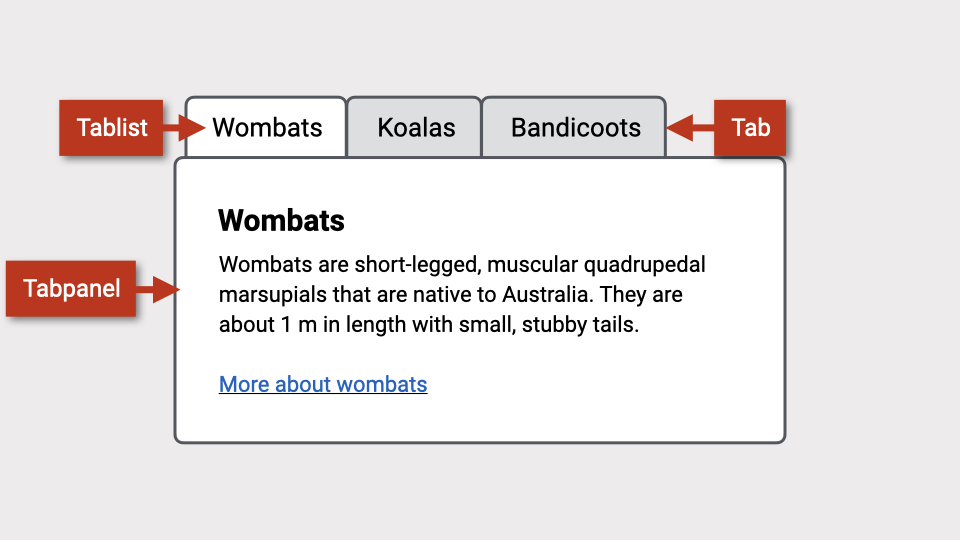 Tablist
Wombats
Koalas
Bandicoots
Tab
Wombats
Wombats are short-legged, muscular quadrupedal
marsupials that are native to Australia. They are
about 1 m in length with small, stubby tails.
Tabpanel
More about wombats